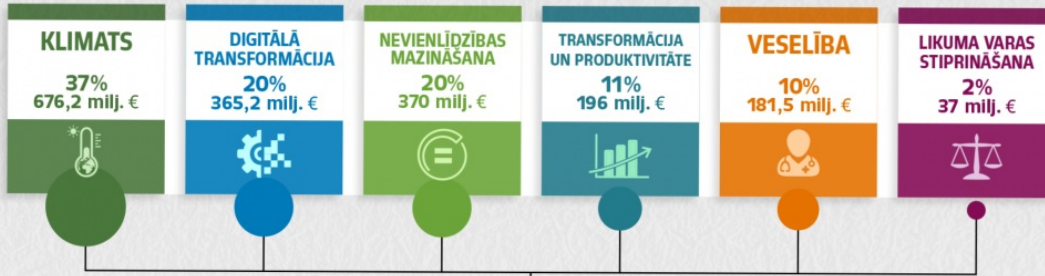 KLIMATS
37%
676,2 milj. €
DIGITĀLĀ
TRANSFORMĀCIJA
20%
365,2 milj. €
NEVIENLĪDZĪBAS
MAZINĀŠANA
20%
370 milj. €
TRANSFORMĀCIJA
UN PRODUKTIVITĀTE
11%
196 milj. €
VESELĪBA
10%
181,5 milj. €
LIKUMA VARAS
STIPRINĀŠANA
2%
37 milj. €